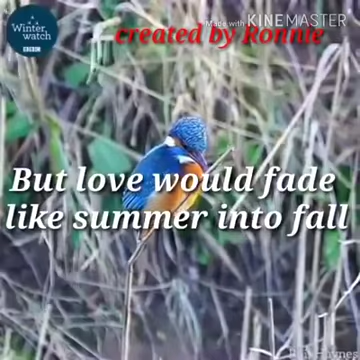 Winter
watch
BBC
Made with KINEMASTER
created by Ronnie
But love would fade
like summer into fall